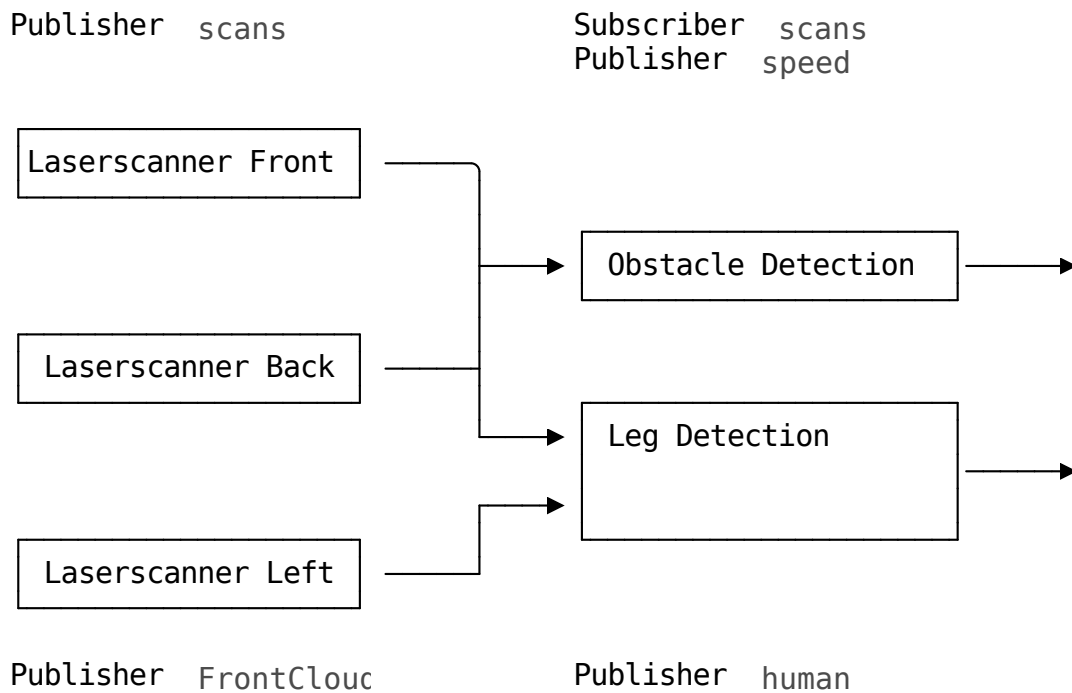 Publisher scans
Subscriber scans
Publisher speed
Laserscanner Front
Obstacle Detection
Laserscanner Back
Leg Detection
Laserscanner Left
Publisher FrontCloud
Publisher human